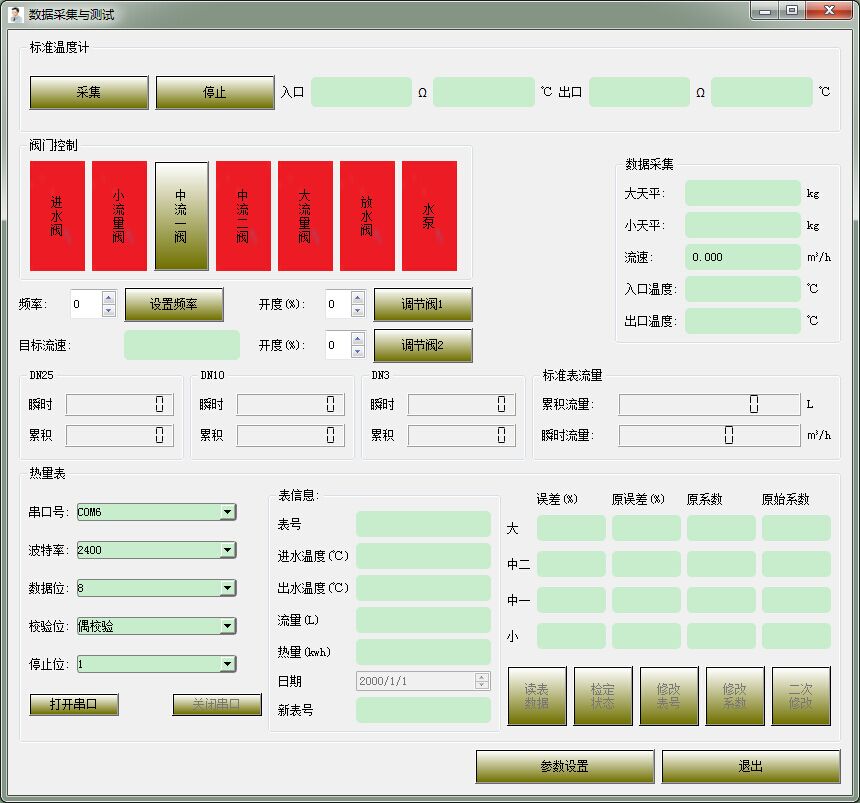 数据采集与测试
标准温度计
采集 停止 入口 Ω ℃ 出口 Ω ℃
阀门控制
进水阀 小流量阀 中流一阀 中流二阀 大流量阀 放水阀 水泵
数据采集
大天平: kg
小天平: kg
流速: 0.000 m³/h
入口温度: ℃
出口温度: ℃
频率: 0 设置频率 开度(%): 0 调节阀1
目标流速: 开度(%): 0 调节阀2
DN25 DN10 DN3 标准表流量
瞬时 0 瞬时 0 瞬时 0 累积流量: 0 L
累积 0 累积 0 累积 0 瞬时流量: 0 m³/h
热量表
串口号: COM6
波特率: 2400
数据位: 8
校验位: 偶校验
停止位: 1
打开串口 关闭串口
表信息:
表号
进水温度(℃)
出水温度(℃)
流量(L)
热量(kwh)
日期 2000/1/1
新表号
误差(%) 原误差(%) 原系数 原始系数
大
中二
中一
小
读表数据 检定状态 修改表号 修改系数 二次修改
参数设置 退出